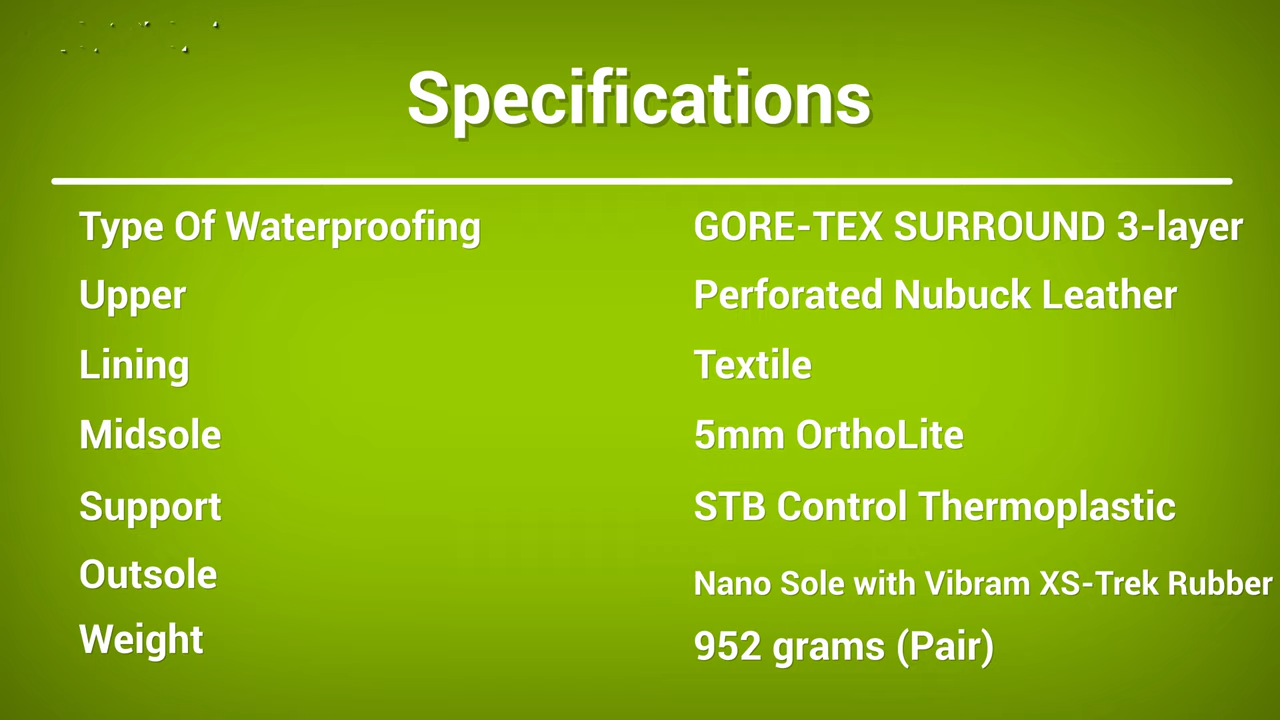 Specifications
Type Of Waterproofing GORE-TEX SURROUND 3-layer
Upper Perforated Nubuck Leather
Lining Textile
Midsole 5mm OrthoLite
Support STB Control Thermoplastic
Outsole Nano Sole with Vibram XS-Trek Rubber
Weight 952 grams (Pair)